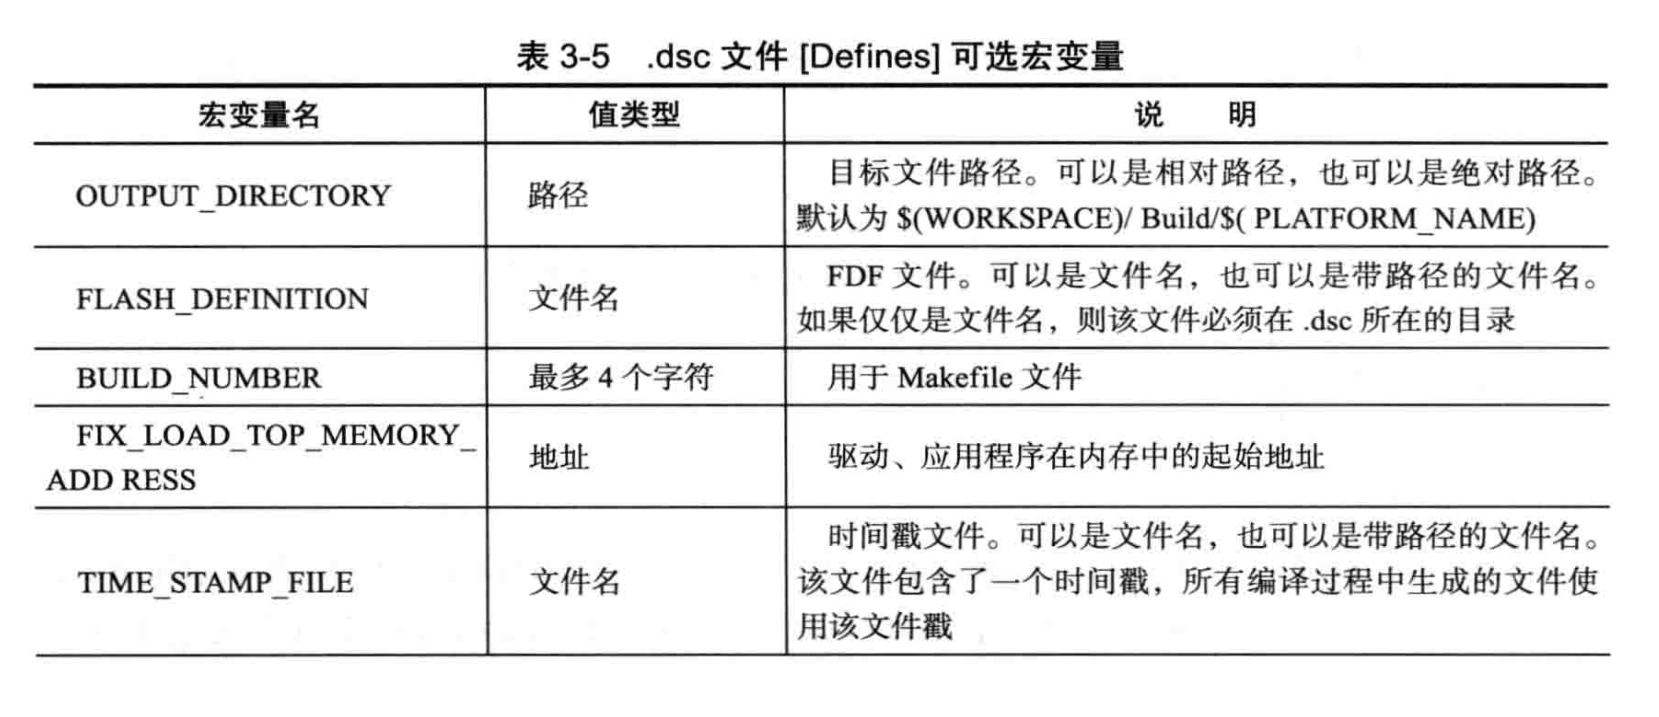 表 3-5 .dsc 文件 [Defines] 可选宏变量
宏变量名 值类型 说 明
OUTPUT_DIRECTORY 路径 目标文件路径。可以是相对路径，也可以是绝对路径。
默认为 $(WORKSPACE)/ Build/$( PLATFORM_NAME)
FLASH_DEFINITION 文件名 FDF 文件。可以是文件名，也可以是带路径的文件名。
如果仅仅是文件名，则该文件必须在 .dsc 所在的目录
BUILD_NUMBER 最多 4 个字符 用于 Makefile 文件
FIX_LOAD_TOP_MEMORY_
ADD RESS 地址 驱动、应用程序在内存中的起始地址
TIME_STAMP_FILE 文件名 时间戳文件。可以是文件名，也可以是带路径的文件名。
该文件包含了一个时间戳，所有编译过程中生成的文件使
用该文件戳